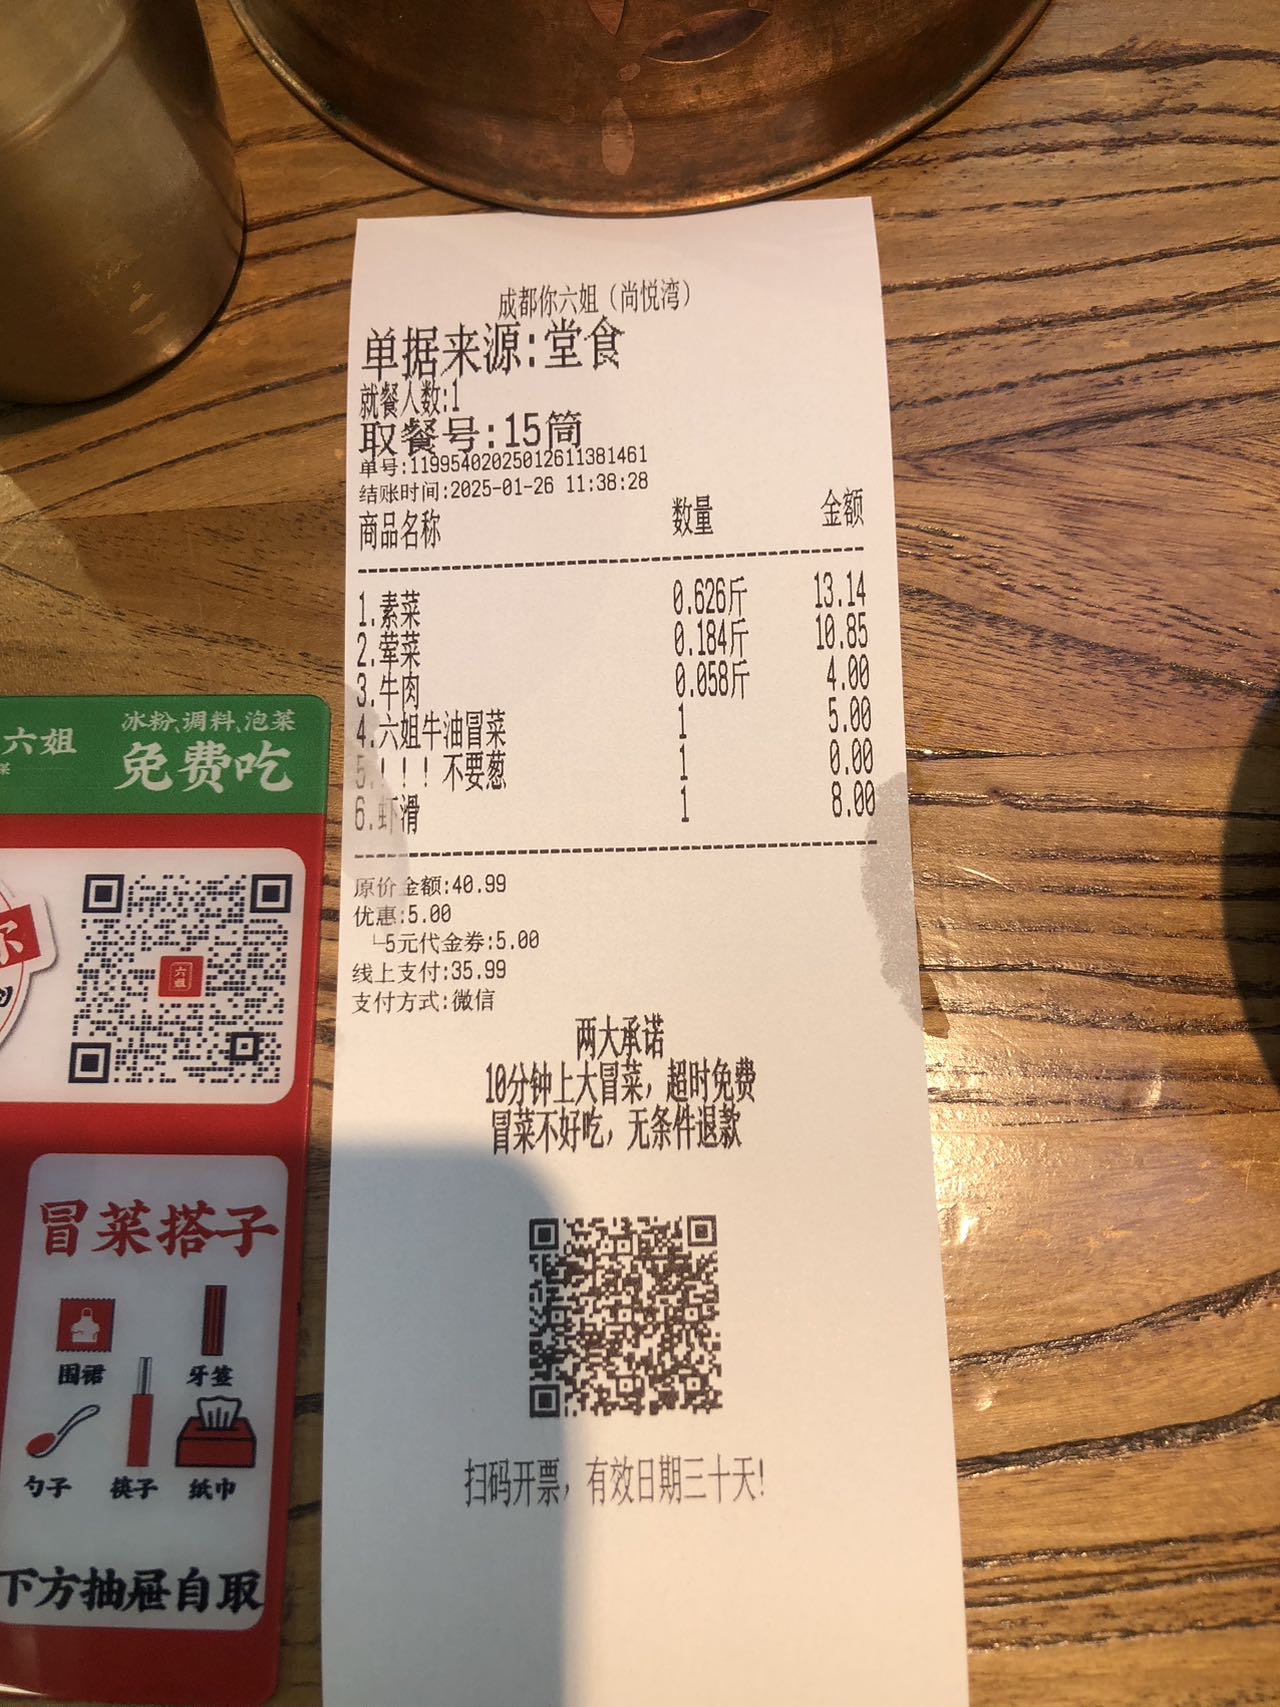 成都你六姐（尚悦湾）
单据来源:堂食
就餐人数:1
取餐号:15筒
单号:11995402025012611381461
结账时间:2025-01-26 11:38:28
商品名称 数量 金额
1.素菜 0.626斤 13.14
2.荤菜 0.184斤 10.85
3.牛肉 0.058斤 4.00
4.六姐牛油冒菜 1 5.00
5.！！！不要葱 1 0.00
6.虾滑 1 8.00
原价金额:40.99
优惠:5.00
└5元代金券:5.00
线上支付:35.99
支付方式:微信
两大承诺
10分钟上大冒菜，超时免费
冒菜不好吃，无条件退款
扫码开票，有效日期三十天!
六姐
菜
冰粉、调料、泡菜
免费吃
六姐
冒菜搭子
围裙 牙签
勺子 筷子 纸巾
下方抽屉自取